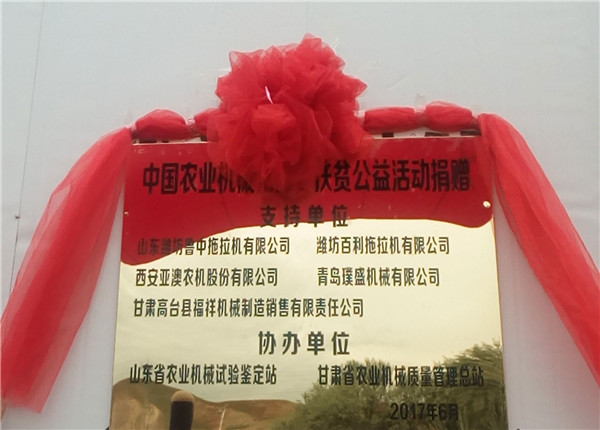 中国农业机械 扶贫公益活动捐赠
支持单位
山东潍坊鲁中拖拉机有限公司 潍坊百利拖拉机有限公司
西安亚澳农机股份有限公司 青岛璞盛机械有限公司
甘肃高台县福祥机械制造销售有限责任公司
协办单位
山东省农业机械试验鉴定站 甘肃省农业机械质量管理总站
2017年6月